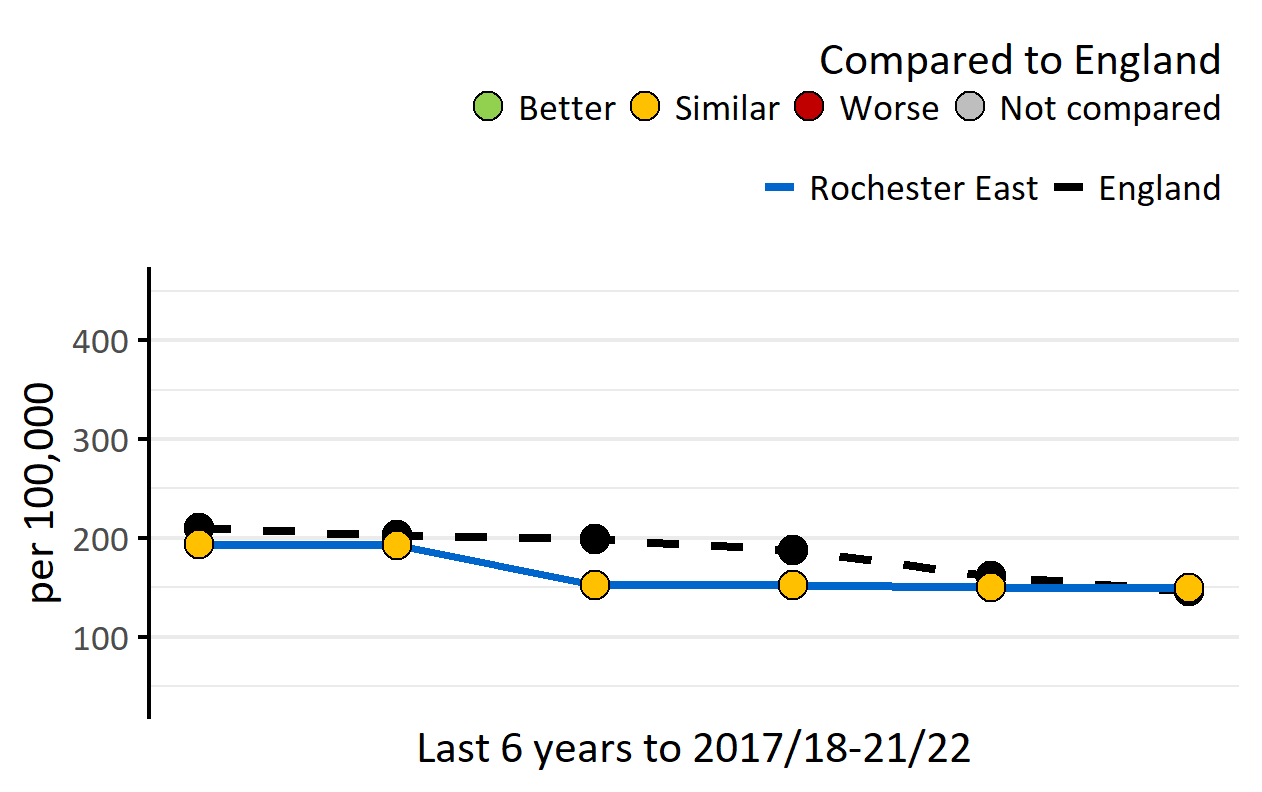 Compared to England
Better Similar Worse Not compared
Rochester East England
400
300
200
100
per 100,000
Last 6 years to 2017/18-21/22